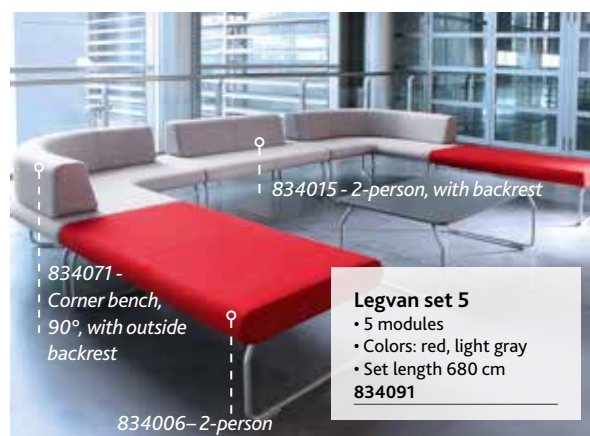 834015 - 2-person, with backrest
834071 -
Corner bench,
90°, with outside
backrest
834006– 2-person
Legvan set 5
• 5 modules
• Colors: red, light gray
• Set length 680 cm
834091